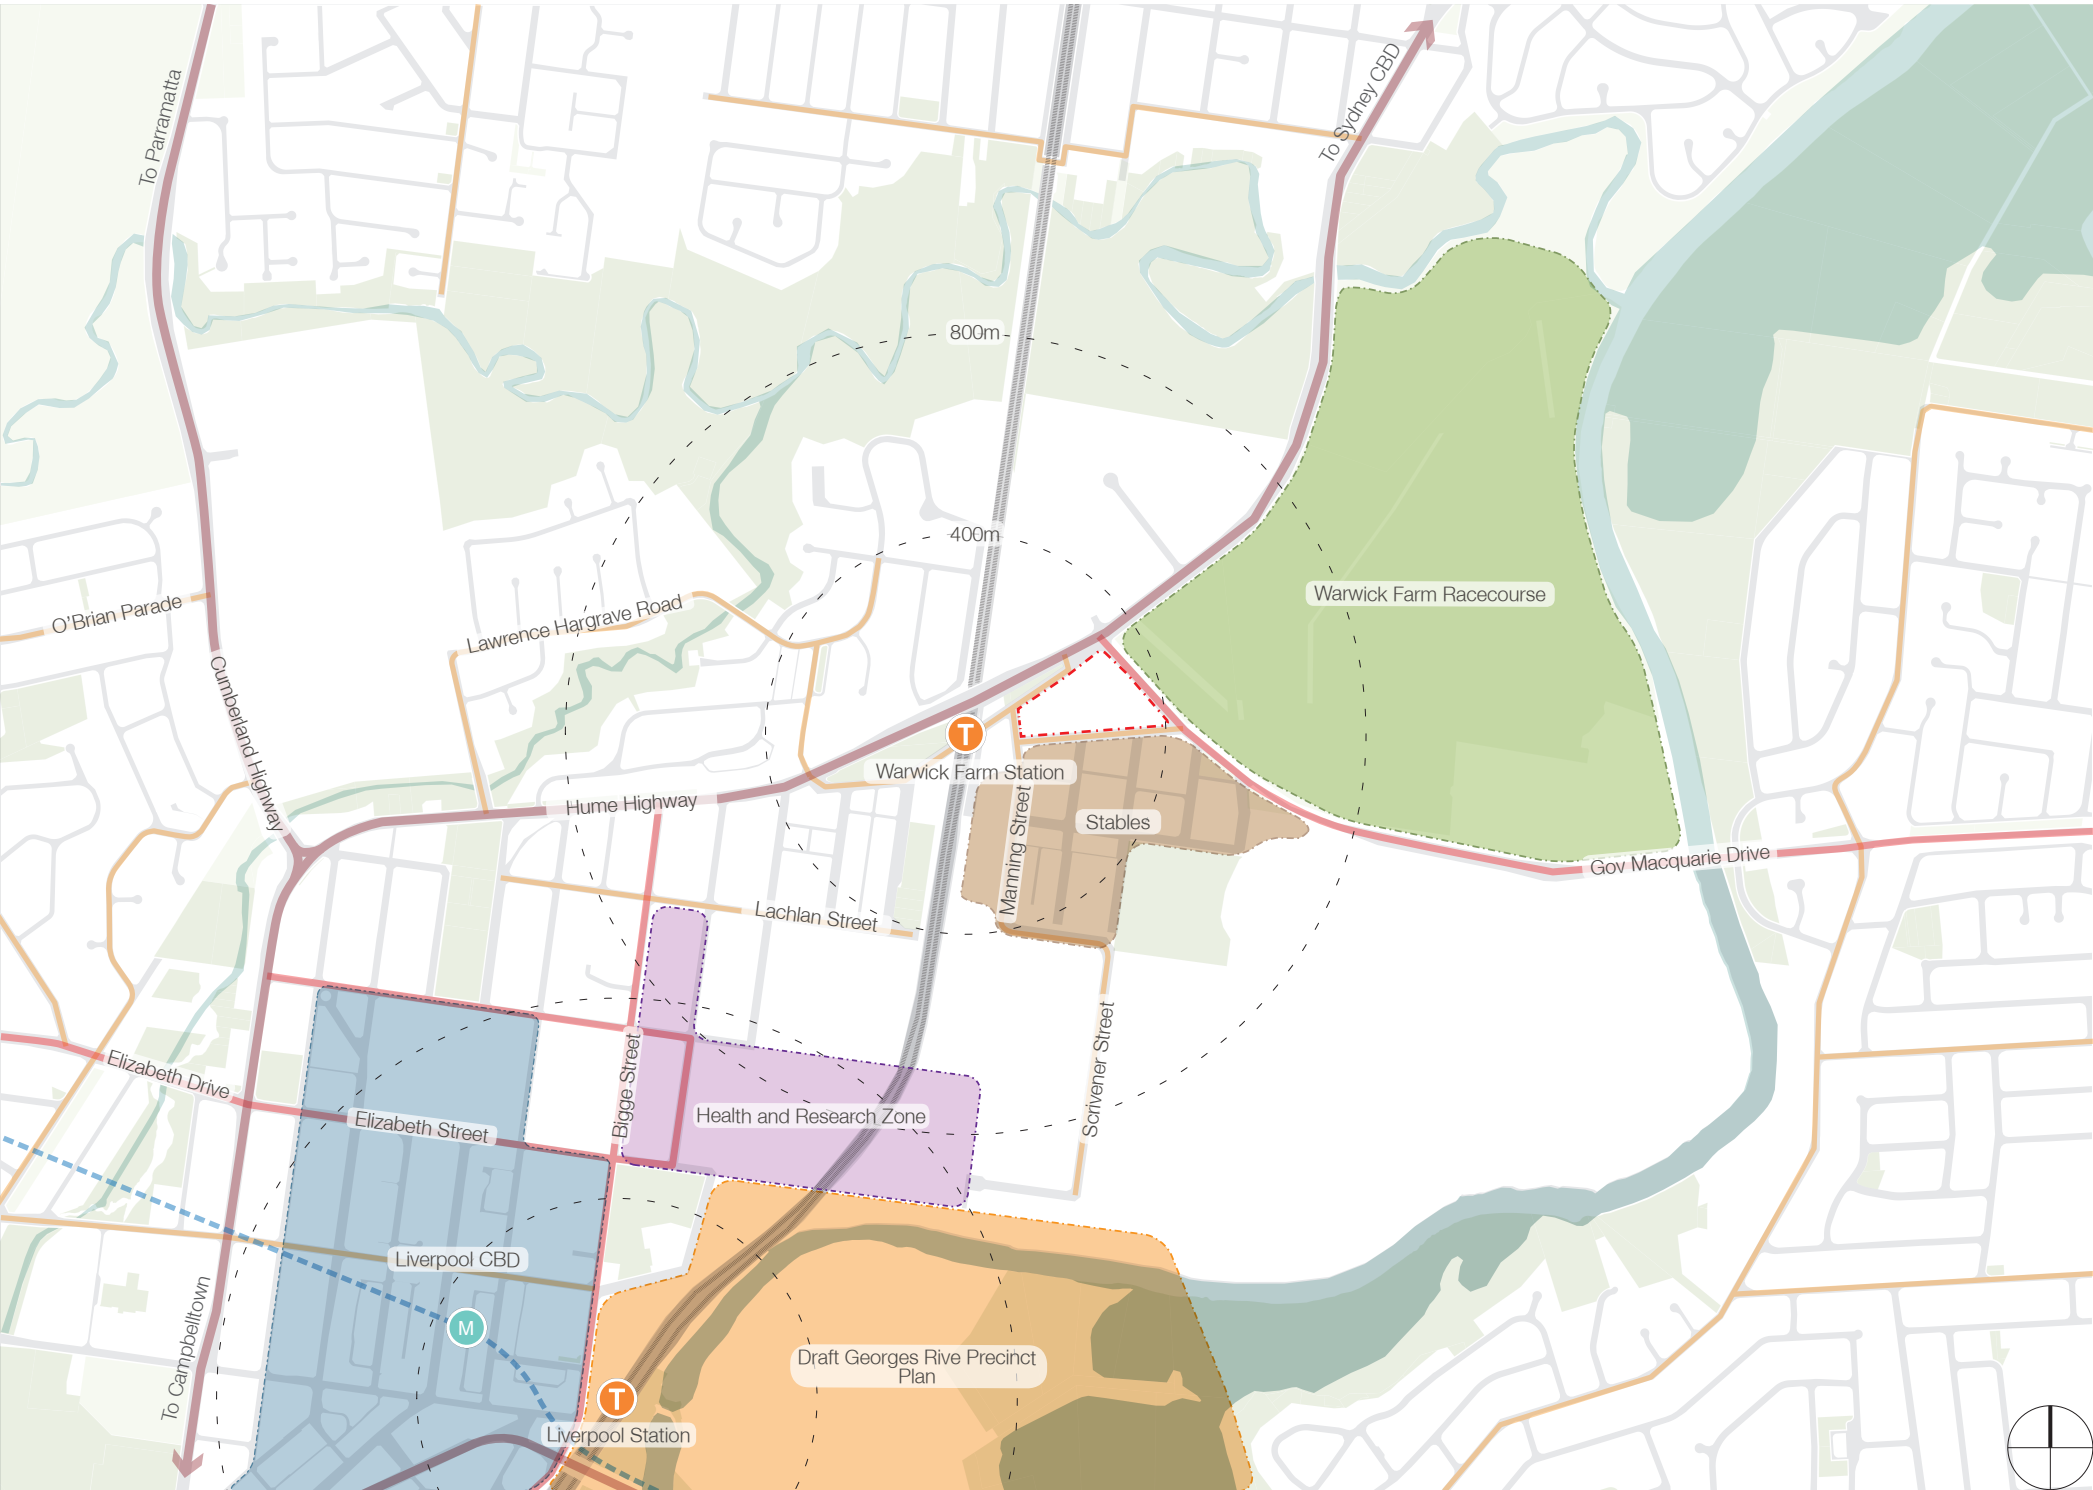 To Parramatta
To Sydney CBD
800m
400m
Warwick Farm Racecourse
O'Brian Parade
Lawrence Hargrave Road
Cumberland Highway
T
Warwick Farm Station
Hume Highway
Manning Street
Stables
Gov Macquarie Drive
Lachlan Street
Elizabeth Drive
Elizabeth Street
Bigge Street
Health and Research Zone
Scrivener Street
Liverpool CBD
M
To Campbelltown
Draft Georges Rive Precinct
Plan
T
Liverpool Station